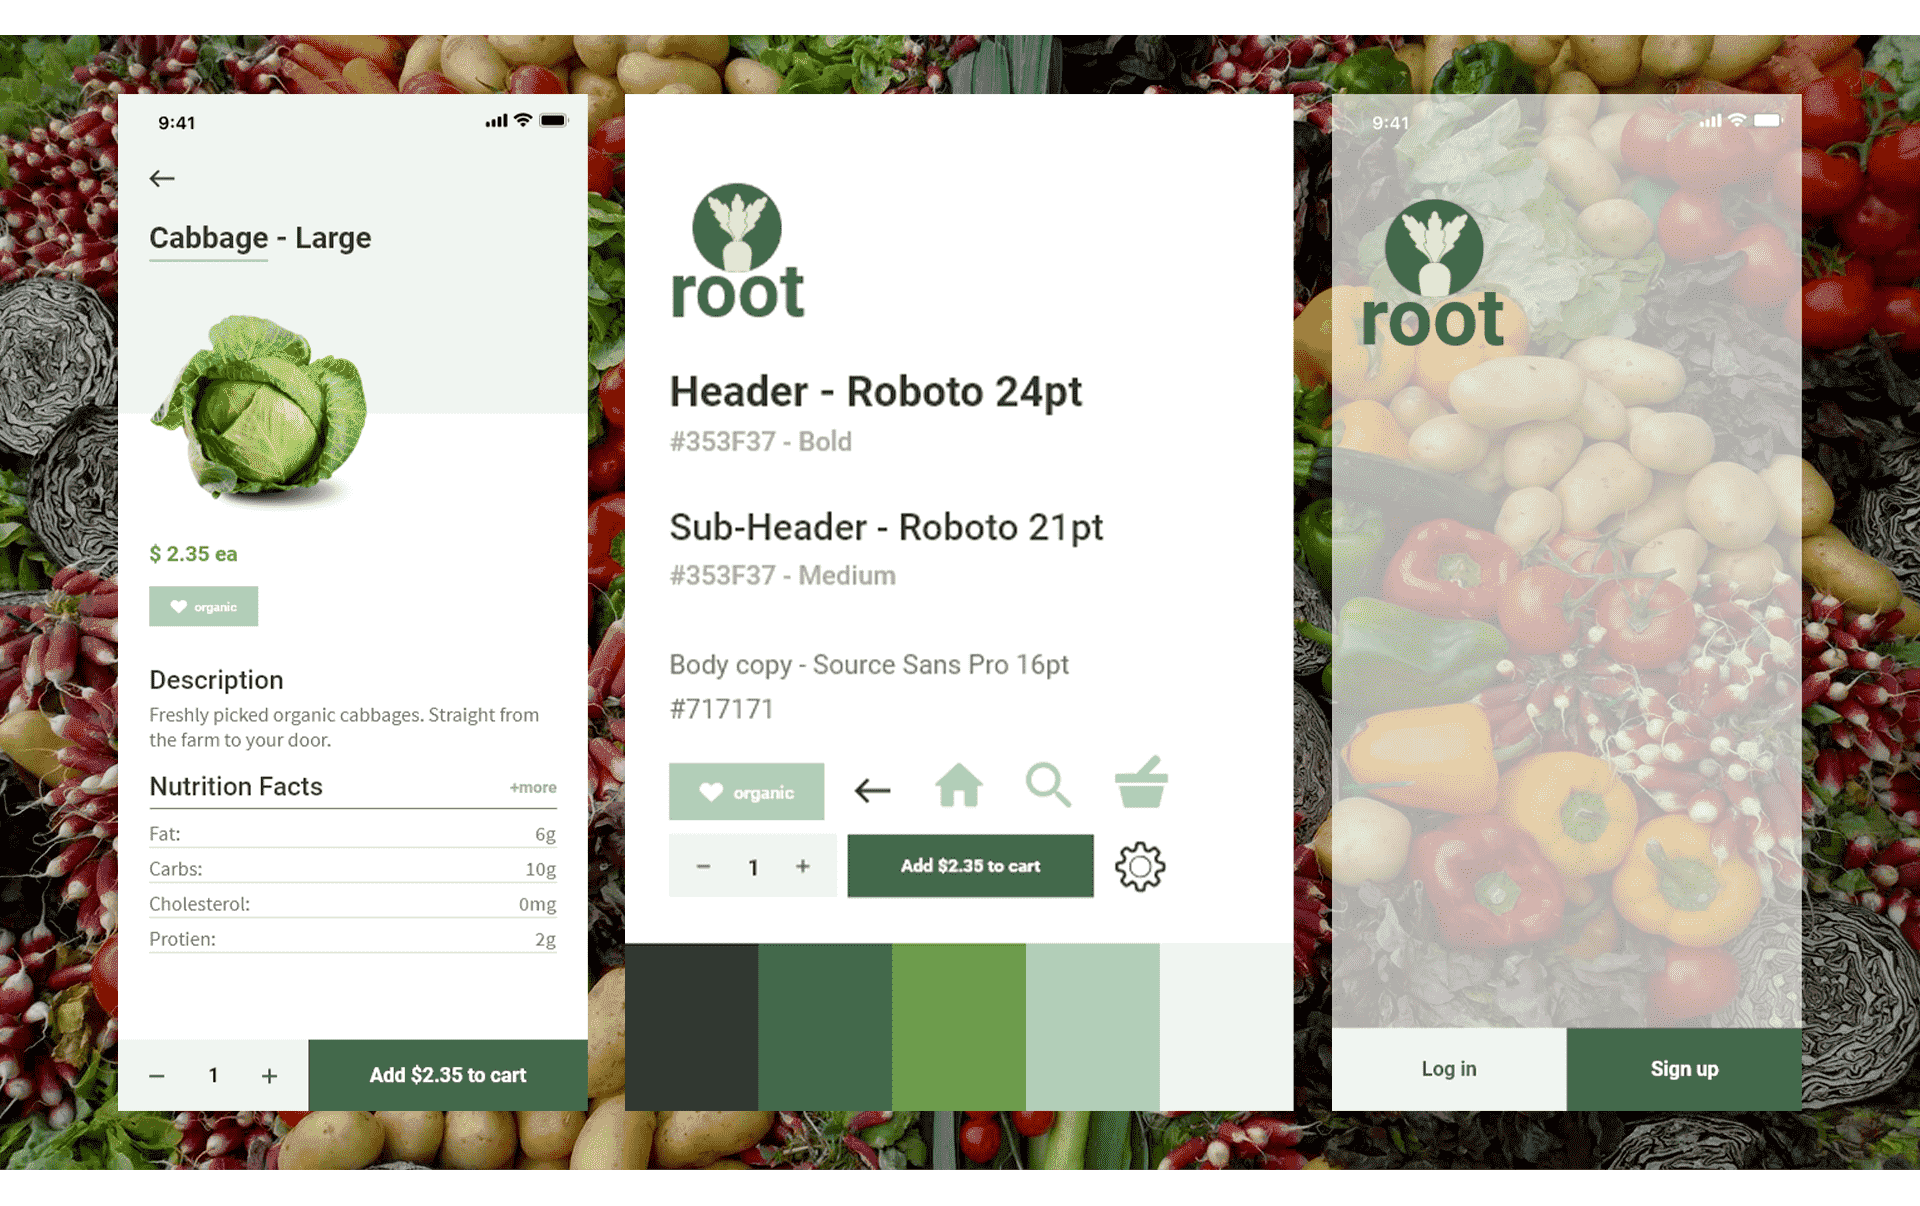 9:41
Cabbage - Large
$ 2.35 ea
organic
Description
Freshly picked organic cabbages. Straight from
the farm to your door.
Nutrition Facts +more
Fat: 6g
Carbs: 10g
Cholesterol: 0mg
Protien: 2g
− 1 +
Add $2.35 to cart
root
Header - Roboto 24pt
#353F37 - Bold
Sub-Header - Roboto 21pt
#353F37 - Medium
Body copy - Source Sans Pro 16pt
#717171
organic
− 1 +
Add $2.35 to cart
9:41
root
Log in
Sign up